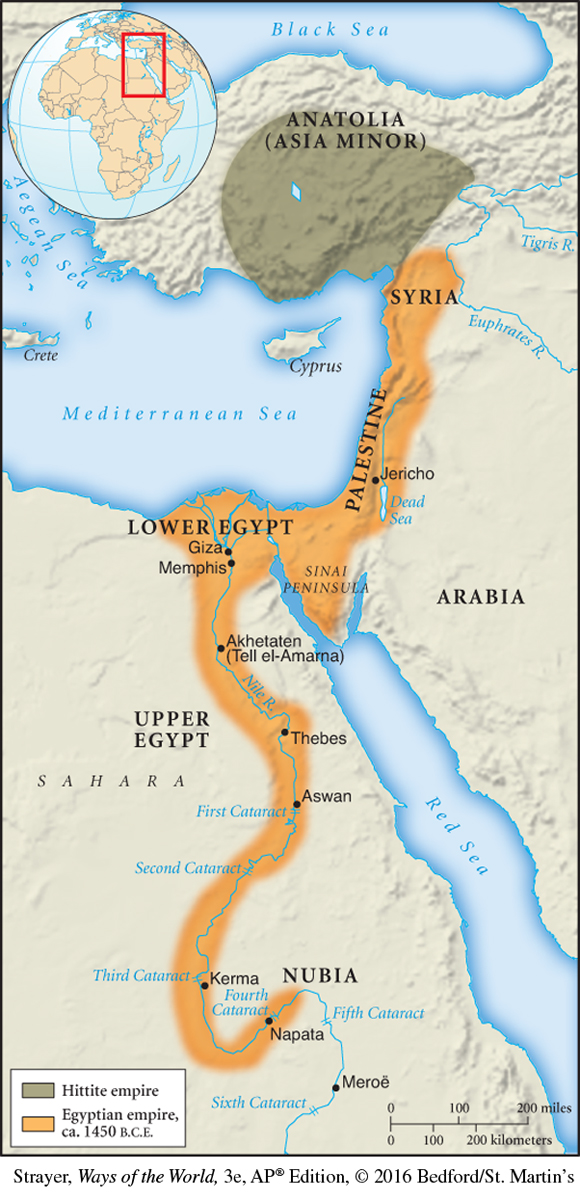 Black Sea
ANATOLIA
(ASIA MINOR)
Aegean Sea
Tigris R.
SYRIA
Euphrates R.
Crete
Cyprus
Mediterranean Sea
PALESTINE
Jericho
Dead
Sea
LOWER EGYPT
Giza
Memphis
SINAI
PENINSULA
ARABIA
Akhetaten
(Tell el-Amarna)
Nile R.
UPPER
EGYPT
Thebes
SAHARA
Aswan
First Cataract
Red Sea
Second Cataract
Third Cataract
Kerma
NUBIA
Fourth
Cataract
Fifth Cataract
Napata
Meroë
Sixth Cataract
Hittite empire
Egyptian empire,
ca. 1450 B.C.E.
0 100 200 miles
0 100 200 kilometers
Strayer, Ways of the World, 3e, AP® Edition, © 2016 Bedford/St. Martin's